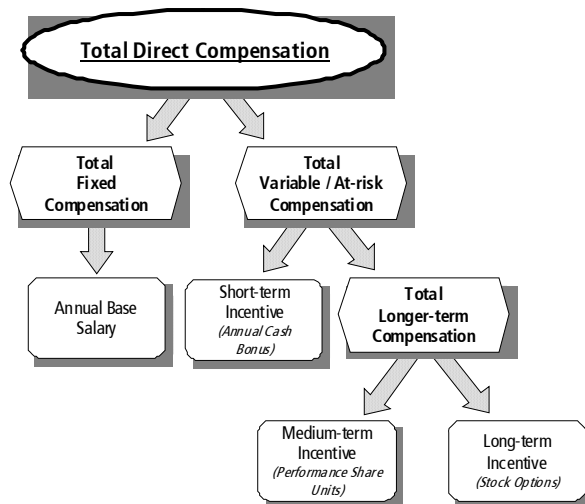 Total Direct Compensation
Total
Fixed
Compensation
Total
Variable / At-risk
Compensation
Annual Base
Salary
Short-term
Incentive
(Annual Cash
Bonus)
Total
Longer-term
Compensation
Medium-term
Incentive
(Performance Share
Units)
Long-term
Incentive
(Stock Options)